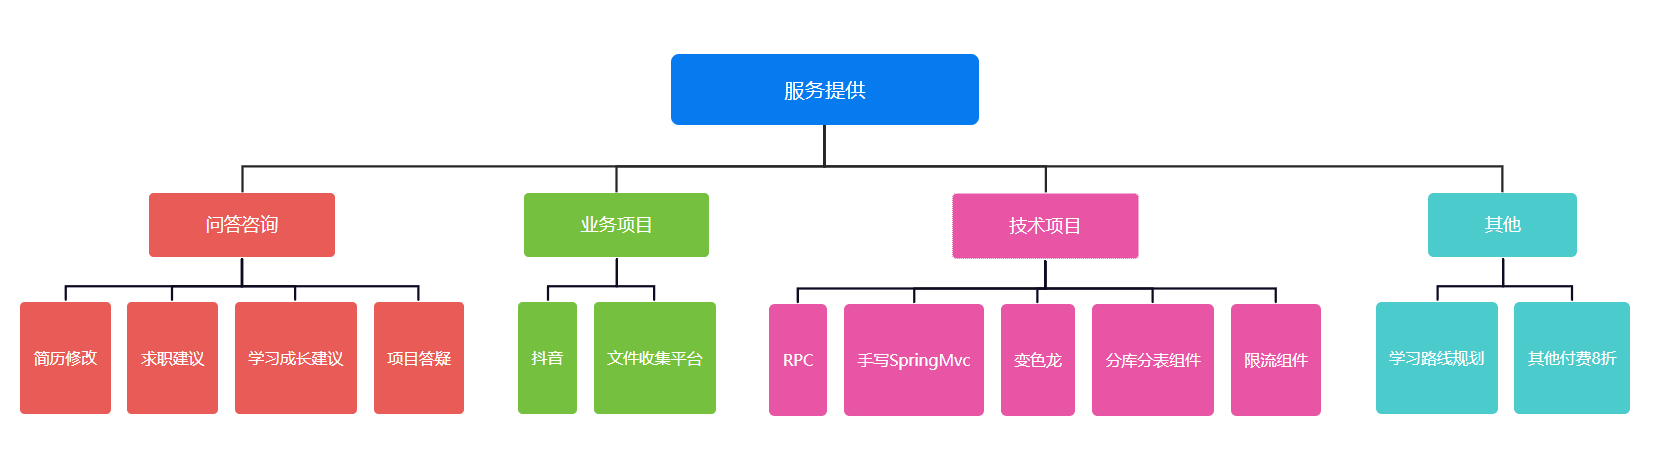 服务提供
问答咨询
业务项目
技术项目
其他
简历修改
求职建议
学习成长建议
项目答疑
抖音
文件收集平台
RPC
手写SpringMvc
变色龙
分库分表组件
限流组件
学习路线规划
其他付费8折